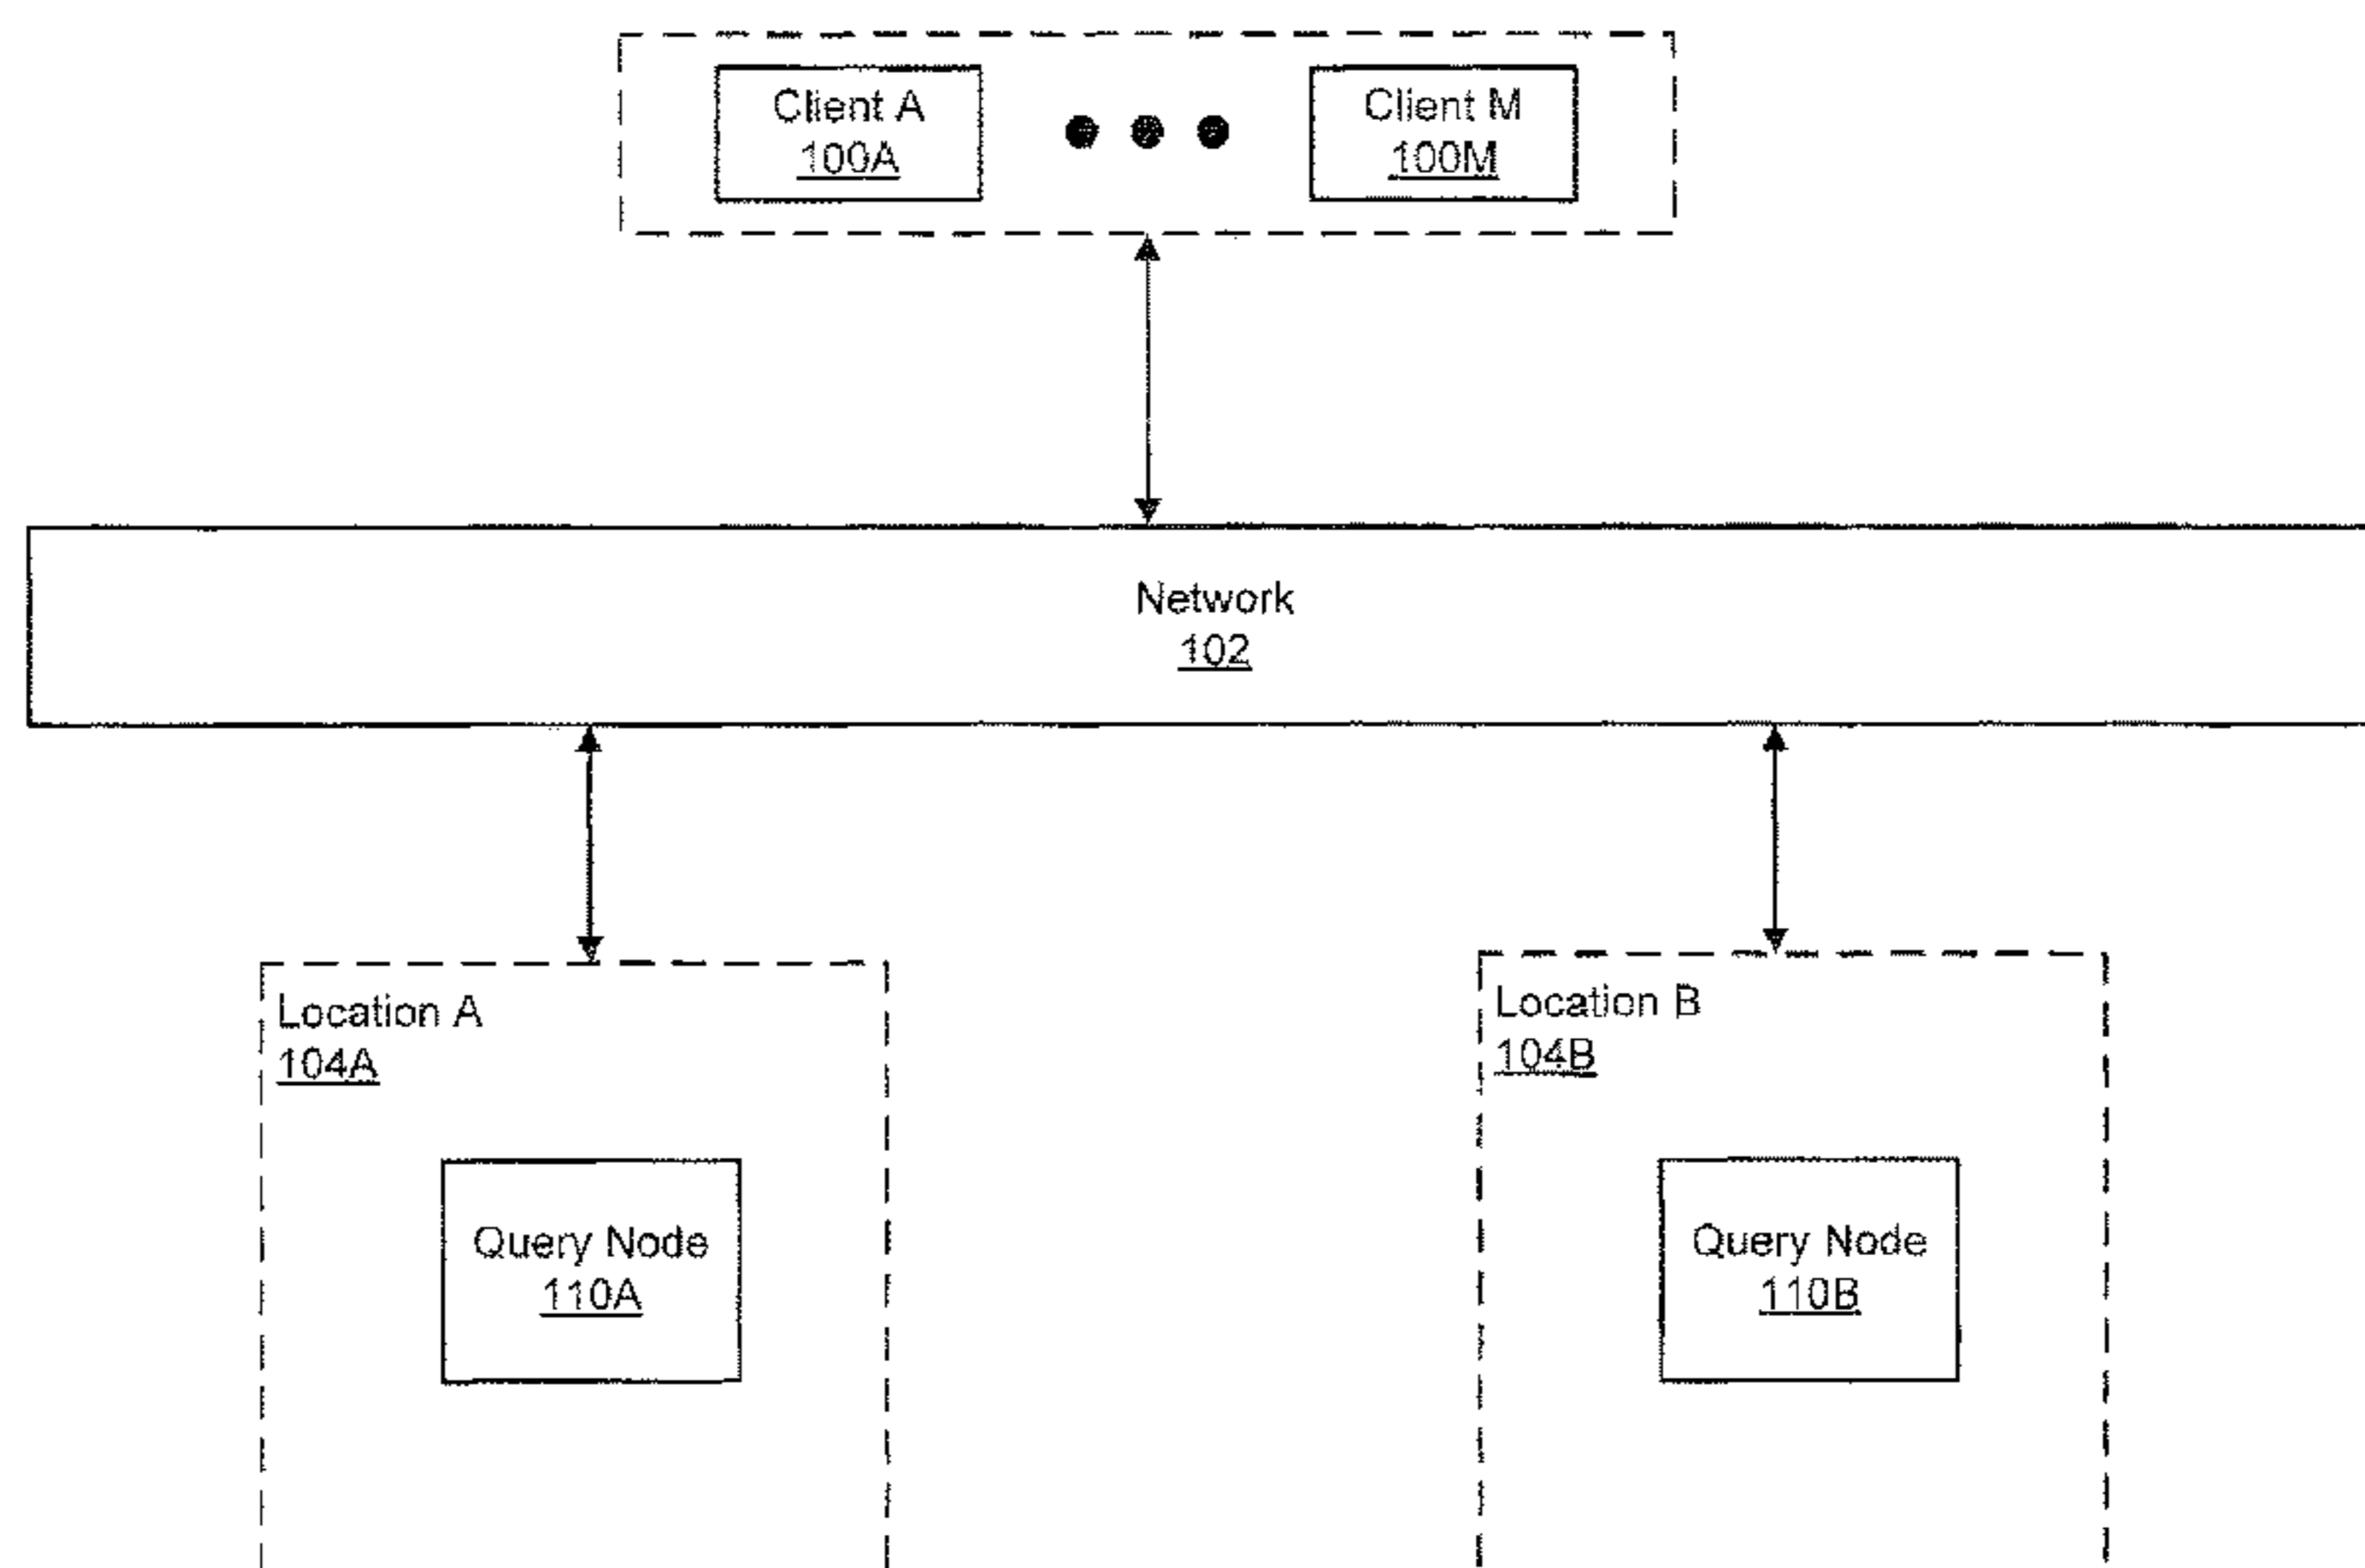 Client A
100A
Client M
100M
Network
102
Location A
104A
Location B
104B
Query Node
110A
Query Node
110B